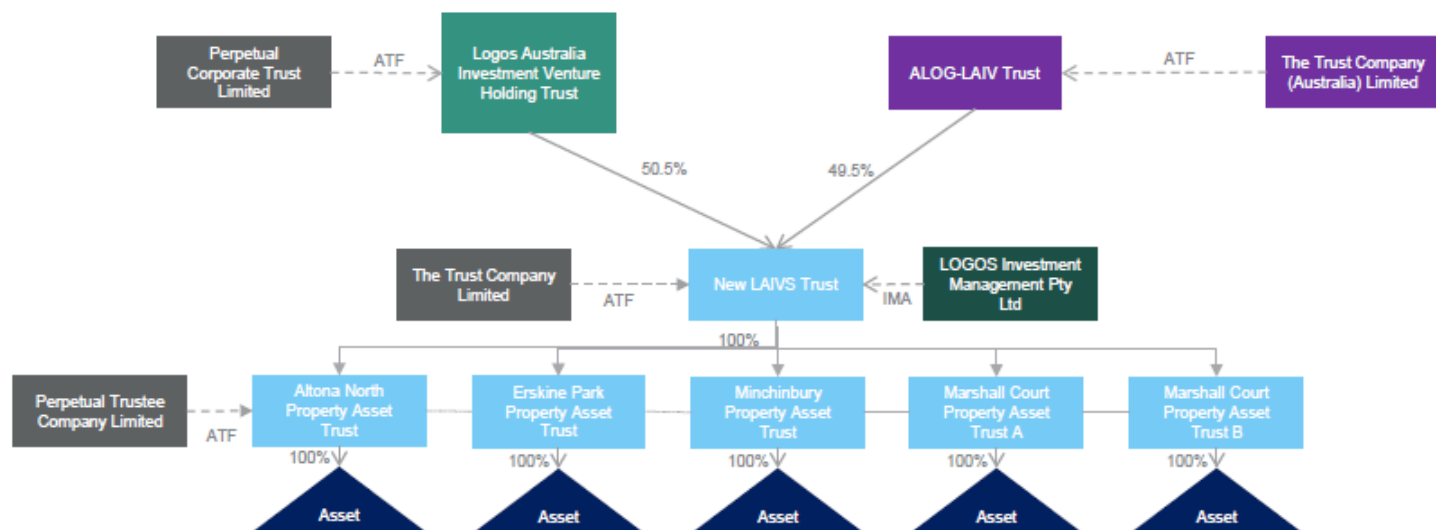 Perpetual
Corporate Trust
Limited
ATF
Logos Australia
Investment Venture
Holding Trust
ALOG-LAIV Trust
ATF
The Trust Company
(Australia) Limited
50.5%
49.5%
The Trust Company
Limited
ATF
New LAIVS Trust
IMA
LOGOS Investment
Management Pty
Ltd
100%
Perpetual Trustee
Company Limited
ATF
Altona North
Property Asset
Trust
Erskine Park
Property Asset
Trust
Minchinbury
Property Asset
Trust
Marshall Court
Property Asset
Trust A
Marshall Court
Property Asset
Trust B
100%
100%
100%
100%
100%
Asset
Asset
Asset
Asset
Asset